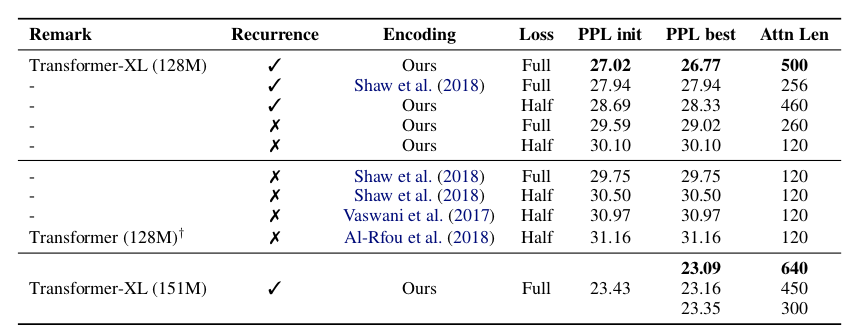 Remark Recurrence Encoding Loss PPL init PPL best Attn Len
Transformer-XL (128M) ✓ Ours Full 27.02 26.77 500
- ✓ Shaw et al. (2018) Full 27.94 27.94 256
- ✓ Ours Half 28.69 28.33 460
- ✗ Ours Full 29.59 29.02 260
- ✗ Ours Half 30.10 30.10 120
- ✗ Shaw et al. (2018) Full 29.75 29.75 120
- ✗ Shaw et al. (2018) Half 30.50 30.50 120
- ✗ Vaswani et al. (2017) Half 30.97 30.97 120
Transformer (128M)† ✗ Al-Rfou et al. (2018) Half 31.16 31.16 120
23.09 640
Transformer-XL (151M) ✓ Ours Full 23.43 23.16 450
23.35 300